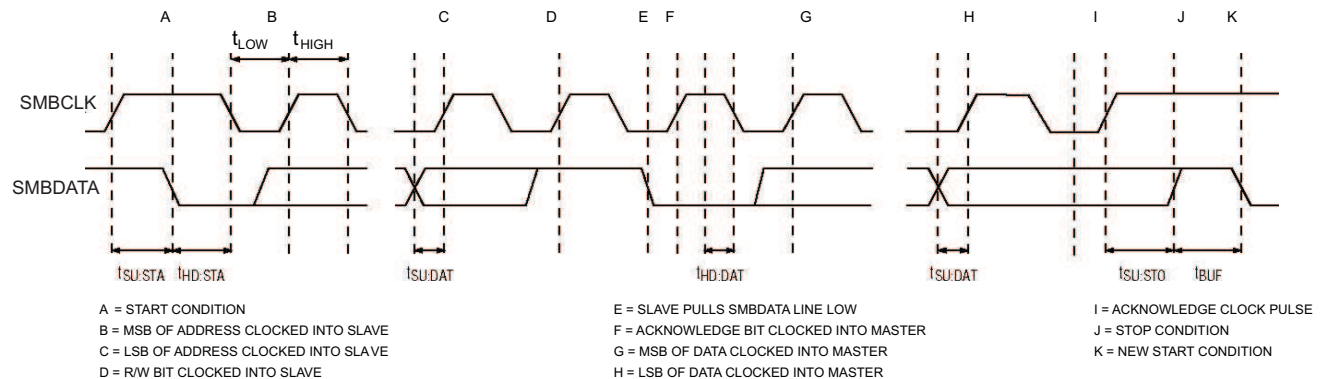 A B C D E F G H I J K
tLOW tHIGH
SMBCLK
SMBDATA
tSU:STA tHD:STA tSU:DAT tHD:DAT tSU:DAT tSU:STO tBUF
A = START CONDITION
B = MSB OF ADDRESS CLOCKED INTO SLAVE
C = LSB OF ADDRESS CLOCKED INTO SLAVE
D = R/W BIT CLOCKED INTO SLAVE
E = SLAVE PULLS SMBDATA LINE LOW
F = ACKNOWLEDGE BIT CLOCKED INTO MASTER
G = MSB OF DATA CLOCKED INTO MASTER
H = LSB OF DATA CLOCKED INTO MASTER
I = ACKNOWLEDGE CLOCK PULSE
J = STOP CONDITION
K = NEW START CONDITION